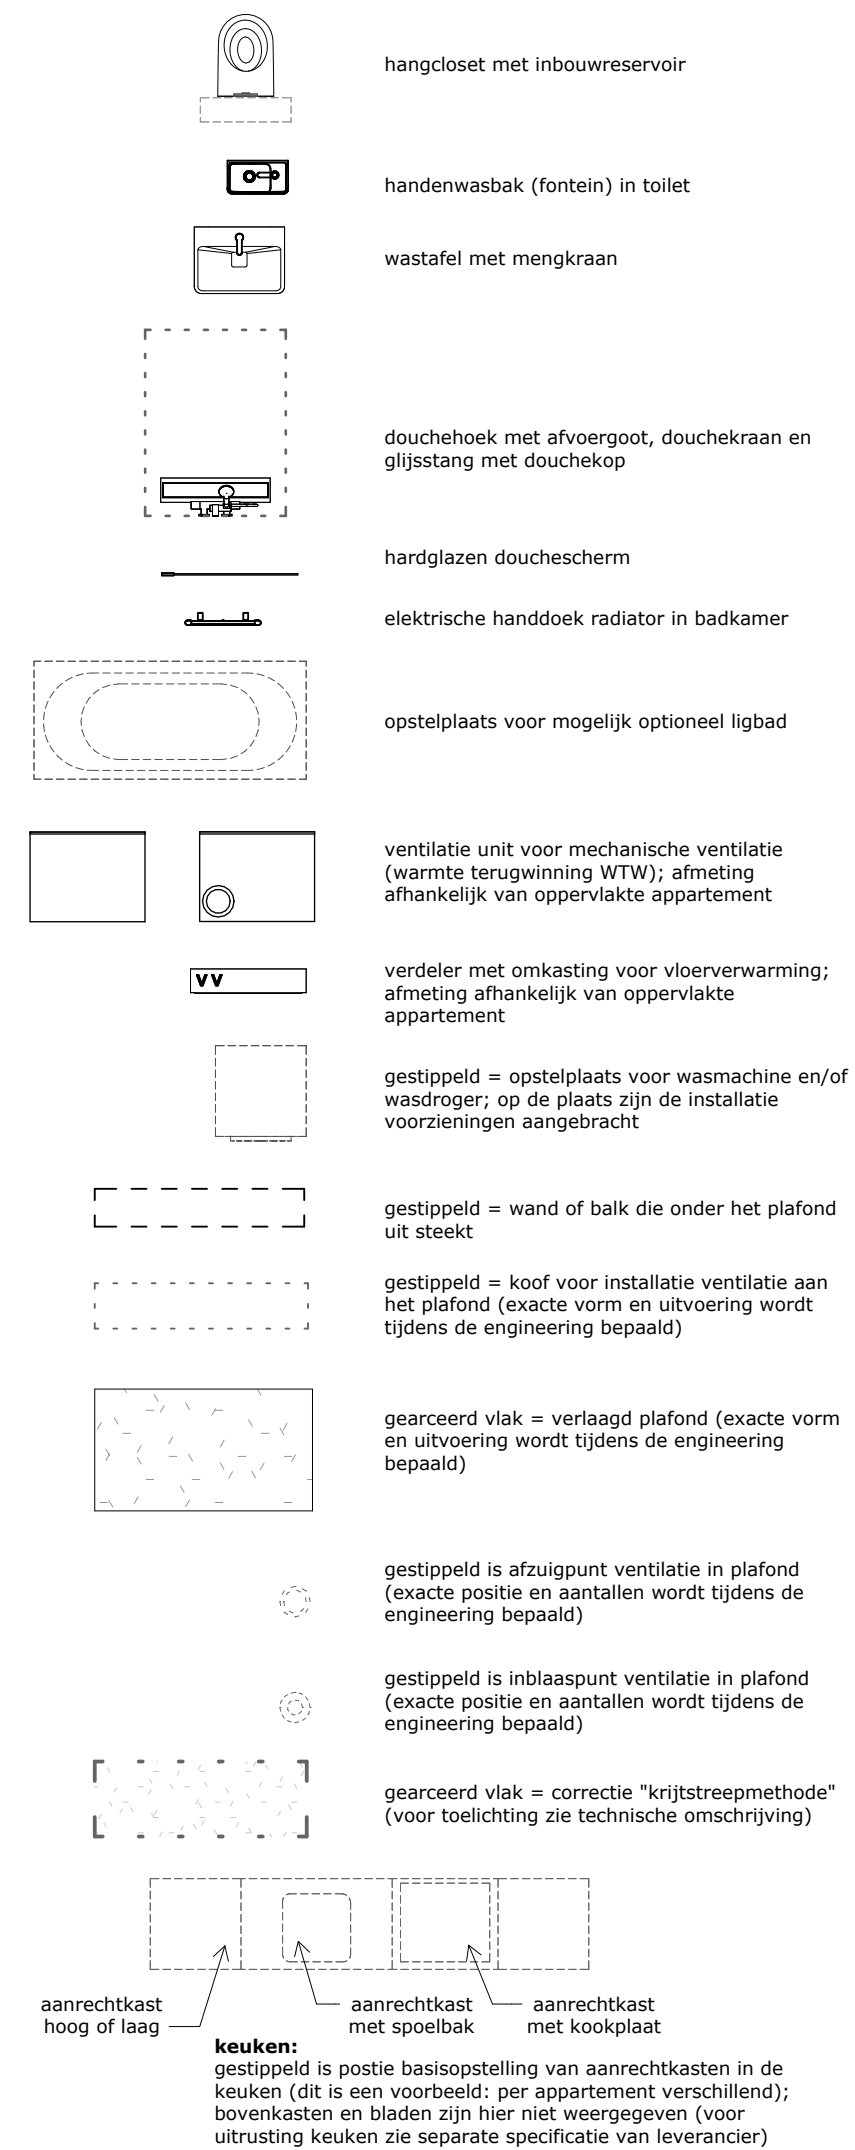 hangcloset met inbouwreservoir
handenwasbak (fontein) in toilet
wastafel met mengkraan
douchehoek met afvoergoot, douchekraan en
glijsstang met douchekop
hardglazen douchescherm
elektrische handdoek radiator in badkamer
opstelplaats voor mogelijk optioneel ligbad
ventilatie unit voor mechanische ventilatie
(warmte terugwinning WTW); afmeting
afhankelijk van oppervlakte appartement
VV
verdeler met omkasting voor vloerverwarming;
afmeting afhankelijk van oppervlakte
appartement
gestippeld = opstelplaats voor wasmachine en/of
wasdroger; op de plaats zijn de installatie
voorzieningen aangebracht
gestippeld = wand of balk die onder het plafond
uit steekt
gestippeld = koof voor installatie ventilatie aan
het plafond (exacte vorm en uitvoering wordt
tijdens de engineering bepaald)
gearceerd vlak = verlaagd plafond (exacte vorm
en uitvoering wordt tijdens de engineering
bepaald)
gestippeld is afzuigpunt ventilatie in plafond
(exacte positie en aantallen wordt tijdens de
engineering bepaald)
gestippeld is inblaaspunt ventilatie in plafond
(exacte positie en aantallen wordt tijdens de
engineering bepaald)
gearceerd vlak = correctie "krijtstreepmethode"
(voor toelichting zie technische omschrijving)
aanrechtkast
hoog of laag
aanrechtkast
met spoelbak
aanrechtkast
met kookplaat
keuken:
gestippeld is postie basisopstelling van aanrechtkasten in de
keuken (dit is een voorbeeld: per appartement verschillend);
bovenkasten en bladen zijn hier niet weergegeven (voor
uitrusting keuken zie separate specificatie van leverancier)